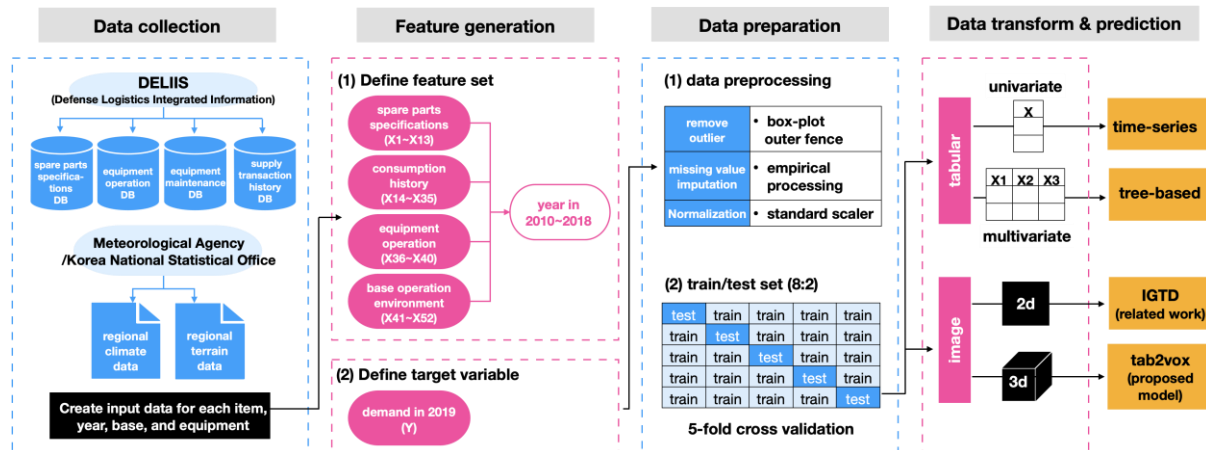 Data collection
DELIIS
(Defense Logistics Integrated Information)
spare parts
specifica-
tions
DB
equipment
operation
DB
equipment
maintenance
DB
supply
transaction
history
DB
Meteorological Agency
/Korea National Statistical Office
regional
climate
data
regional
terrain
data
Create input data for each item,
year, base, and equipment
Feature generation
(1) Define feature set
spare parts
specifications
(X1~X13)
consumption
history
(X14~X35)
equipment
operation
(X36~X40)
base operation
environment
(X41~X52)
year in
2010~2018
(2) Define target variable
demand in 2019
(Y)
Data preparation
(1) data preprocessing
remove
outlier
• box-plot
outer fence
missing value
imputation
• empirical
processing
Normalization
• standard scaler
(2) train/test set (8:2)
test train train train train
train test train train train
train train test train train
train train train test train
train train train train test
5-fold cross validation
Data transform & prediction
tabular
univariate
X
time-series
X1 X2 X3
multivariate
tree-based
image
2d
IGTD
(related work)
3d
tab2vox
(proposed
model)